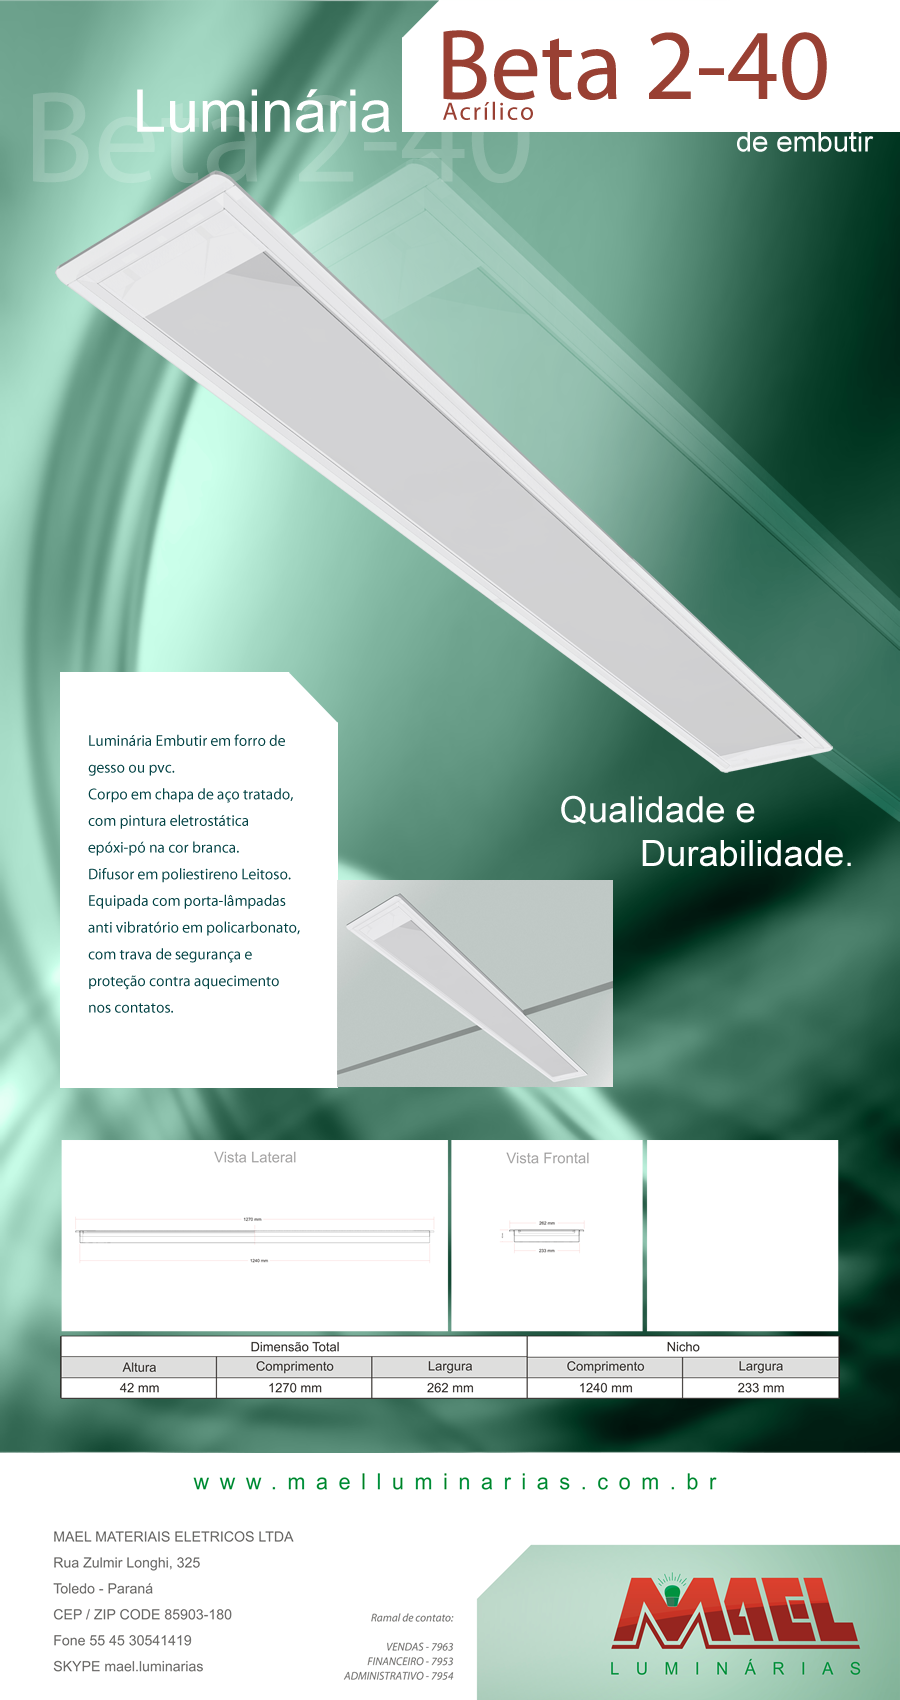 Beta 2-40
Acrílico
Luminária
Beta 2-40
de embutir
Luminária Embutir em forro de
gesso ou pvc.
Corpo em chapa de aço tratado,
com pintura eletrostática
epóxi-pó na cor branca.
Difusor em poliestireno Leitoso.
Equipada com porta-lâmpadas
anti vibratório em policarbonato,
com trava de segurança e
proteção contra aquecimento
nos contatos.
Qualidade e
Durabilidade.
Vista Lateral
1270 mm
1240 mm
Vista Frontal
262 mm
233 mm
Dimensão Total Nicho
Altura Comprimento Largura Comprimento Largura
42 mm 1270 mm 262 mm 1240 mm 233 mm
www.maelluminarias.com.br
MAEL MATERIAIS ELETRICOS LTDA
Rua Zulmir Longhi, 325
Toledo - Paraná
CEP / ZIP CODE 85903-180
Fone 55 45 30541419
SKYPE mael.luminarias
Ramal de contato:
VENDAS - 7963
FINANCEIRO - 7953
ADMINISTRATIVO - 7954
MAEL
LUMINÁRIAS